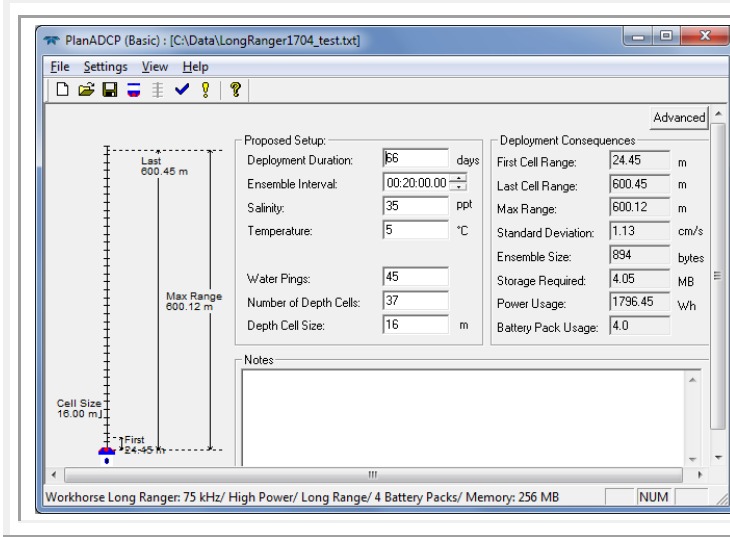 PlanADCP (Basic) : [C:\Data\LongRanger1704_test.txt]
File Settings View Help
Advanced
Last
600.45 m
Max Range
600.12 m
Cell Size
16.00 m
First
24.45 m
Proposed Setup:
Deployment Duration: 66 days
Ensemble Interval: 00:20:00.00
Salinity: 35 ppt
Temperature: 5 °C
Water Pings: 45
Number of Depth Cells: 37
Depth Cell Size: 16 m
Deployment Consequences
First Cell Range: 24.45 m
Last Cell Range: 600.45 m
Max Range: 600.12 m
Standard Deviation: 1.13 cm/s
Ensemble Size: 894 bytes
Storage Required: 4.05 MB
Power Usage: 1796.45 Wh
Battery Pack Usage: 4.0
Notes
Workhorse Long Ranger: 75 kHz/ High Power/ Long Range/ 4 Battery Packs/ Memory: 256 MB
NUM